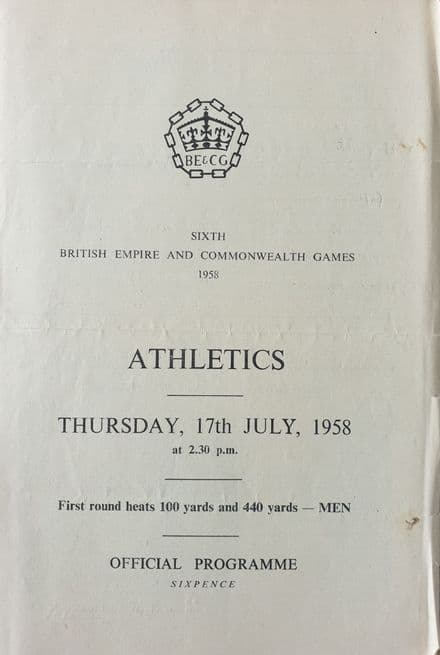 BE&CG
SIXTH
BRITISH EMPIRE AND COMMONWEALTH GAMES
1958
ATHLETICS
THURSDAY, 17th JULY, 1958
at 2.30 p.m.
First round heats 100 yards and 440 yards — MEN
OFFICIAL PROGRAMME
SIXPENCE